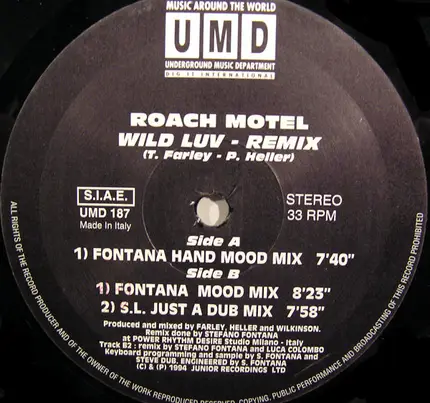 MUSIC AROUND THE WORLD
UMD
UNDERGROUND MUSIC DEPARTMENT
DIG IT INTERNATIONAL
ROACH MOTEL
WILD LUV - REMIX
(T. Farley - P. Heller)
S.I.A.E.
UMD 187
Made in Italy
STEREO
33 RPM
Side A
1) FONTANA HAND MOOD MIX 7'40"
Side B
1) FONTANA MOOD MIX 8'23"
2) S.L. JUST A DUB MIX 7'58"
Produced and mixed by FARLEY, HELLER and WILKINSON.
Remix done by STEFANO FONTANA
at POWER RHYTHM DESIRE Studio Milano - Italy
Track B2 : remix by STEFANO FONTANA and LUCA COLOMBO
Keyboard programming and sample by S. FONTANA and
STEVE DUB. ENGINEERED by S. FONTANA
(C) & (P) 1994 JUNIOR RECORDINGS LTD
ALL RIGHTS OF THE RECORD PRODUCER AND OF THE OWNER OF THE WORK REPRODUCED RESERVED. COPYING, PUBLIC PERFORMANCE AND BROADCASTING OF THIS RECORD PROHIBITED